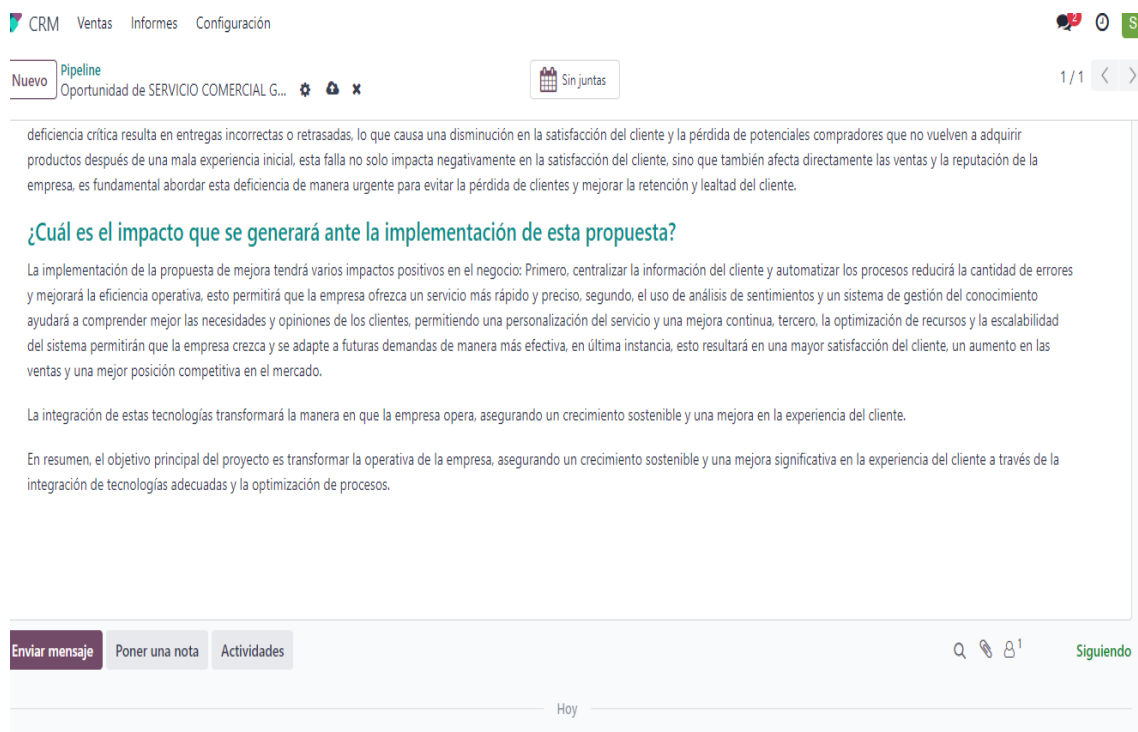 CRM Ventas Informes Configuración
2
S
Nuevo
Pipeline
Oportunidad de SERVICIO COMERCIAL G...
Sin juntas
1 / 1
deficiencia crítica resulta en entregas incorrectas o retrasadas, lo que causa una disminución en la satisfacción del cliente y la pérdida de potenciales compradores que no vuelven a adquirir
productos después de una mala experiencia inicial, esta falla no solo impacta negativamente en la satisfacción del cliente, sino que también afecta directamente las ventas y la reputación de la
empresa, es fundamental abordar esta deficiencia de manera urgente para evitar la pérdida de clientes y mejorar la retención y lealtad del cliente.
¿Cuál es el impacto que se generará ante la implementación de esta propuesta?
La implementación de la propuesta de mejora tendrá varios impactos positivos en el negocio: Primero, centralizar la información del cliente y automatizar los procesos reducirá la cantidad de errores
y mejorará la eficiencia operativa, esto permitirá que la empresa ofrezca un servicio más rápido y preciso, segundo, el uso de análisis de sentimientos y un sistema de gestión del conocimiento
ayudará a comprender mejor las necesidades y opiniones de los clientes, permitiendo una personalización del servicio y una mejora continua, tercero, la optimización de recursos y la escalabilidad
del sistema permitirán que la empresa crezca y se adapte a futuras demandas de manera más efectiva, en última instancia, esto resultará en una mayor satisfacción del cliente, un aumento en las
ventas y una mejor posición competitiva en el mercado.
La integración de estas tecnologías transformará la manera en que la empresa opera, asegurando un crecimiento sostenible y una mejora en la experiencia del cliente.
En resumen, el objetivo principal del proyecto es transformar la operativa de la empresa, asegurando un crecimiento sostenible y una mejora significativa en la experiencia del cliente a través de la
integración de tecnologías adecuadas y la optimización de procesos.
Enviar mensaje Poner una nota Actividades
1
Siguiendo
Hoy